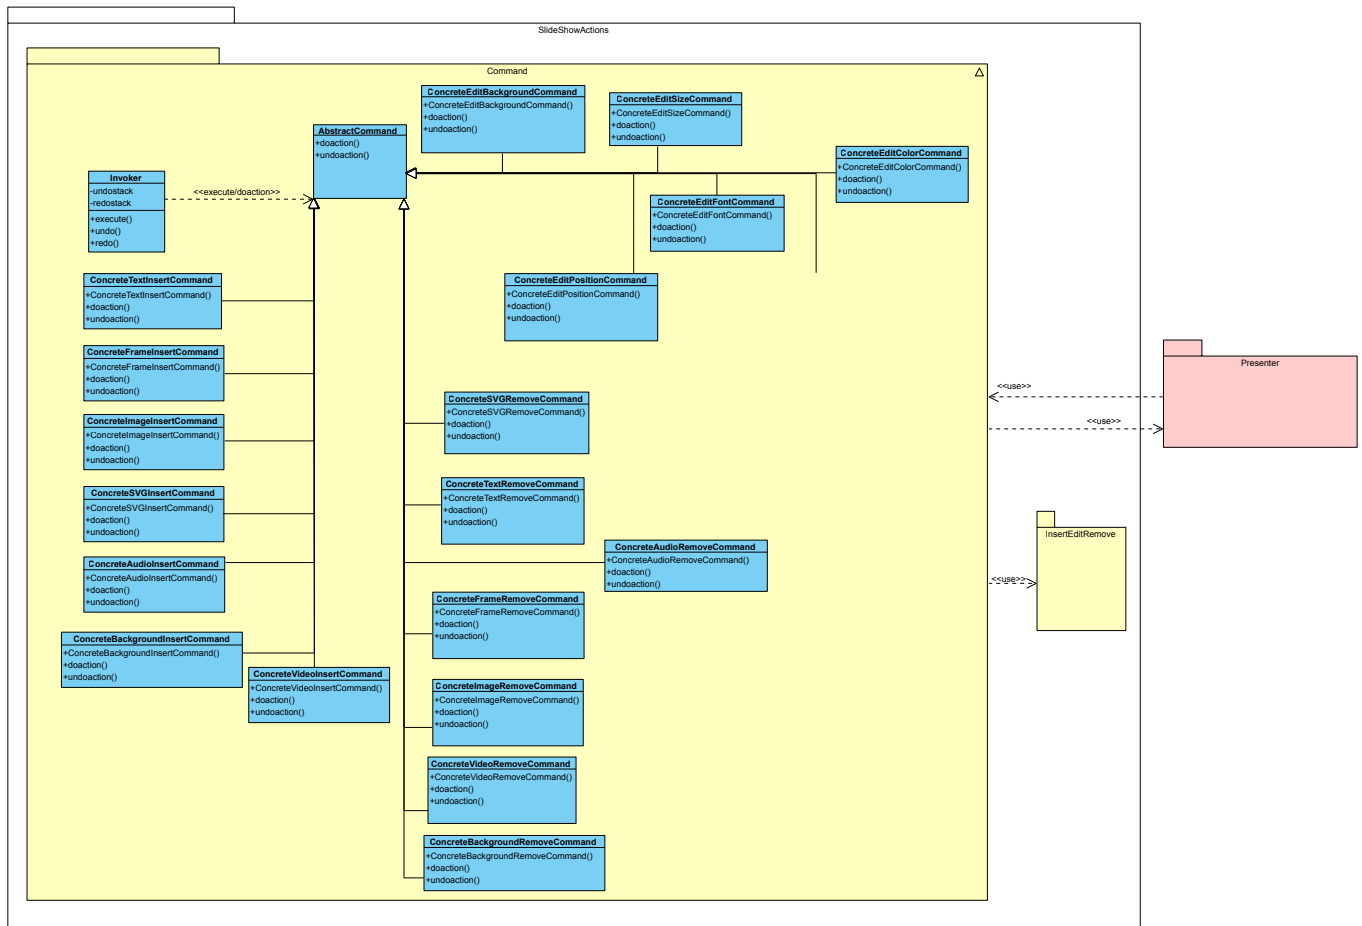 SlideShowActions
Command
ConcreteEditBackgroundCommand
+ConcreteEditBackgroundCommand()
+doaction()
+undoaction()
ConcreteEditSizeCommand
+ConcreteEditSizeCommand()
+doaction()
+undoaction()
AbstractCommand
+doaction()
+undoaction()
ConcreteEditColorCommand
+ConcreteEditColorCommand()
+doaction()
+undoaction()
Invoker
-undostack
-redostack
+execute()
+undo()
+redo()
<<execute/doaction>>
ConcreteEditFontCommand
+ConcreteEditFontCommand()
+doaction()
+undoaction()
ConcreteTextInsertCommand
+ConcreteTextInsertCommand()
+doaction()
+undoaction()
ConcreteEditPositionCommand
+ConcreteEditPositionCommand()
+doaction()
+undoaction()
ConcreteFrameInsertCommand
+ConcreteFrameInsertCommand()
+doaction()
+undoaction()
Presenter
<<use>>
<<use>>
ConcreteImageInsertCommand
+ConcreteImageInsertCommand()
+doaction()
+undoaction()
ConcreteSVGRemoveCommand
+ConcreteSVGRemoveCommand()
+doaction()
+undoaction()
ConcreteSVGInsertCommand
+ConcreteSVGInsertCommand()
+doaction()
+undoaction()
ConcreteTextRemoveCommand
+ConcreteTextRemoveCommand()
+doaction()
+undoaction()
InsertEditRemove
<<use>>
ConcreteAudioRemoveCommand
+ConcreteAudioRemoveCommand()
+doaction()
+undoaction()
ConcreteAudioInsertCommand
+ConcreteAudioInsertCommand()
+doaction()
+undoaction()
ConcreteFrameRemoveCommand
+ConcreteFrameRemoveCommand()
+doaction()
+undoaction()
ConcreteBackgroundInsertCommand
+ConcreteBackgroundInsertCommand()
+doaction()
+undoaction()
ConcreteVideoInsertCommand
+ConcreteVideoInsertCommand()
+doaction()
+undoaction()
ConcreteImageRemoveCommand
+ConcreteImageRemoveCommand()
+doaction()
+undoaction()
ConcreteVideoRemoveCommand
+ConcreteVideoRemoveCommand()
+doaction()
+undoaction()
ConcreteBackgroundRemoveCommand
+ConcreteBackgroundRemoveCommand()
+doaction()
+undoaction()